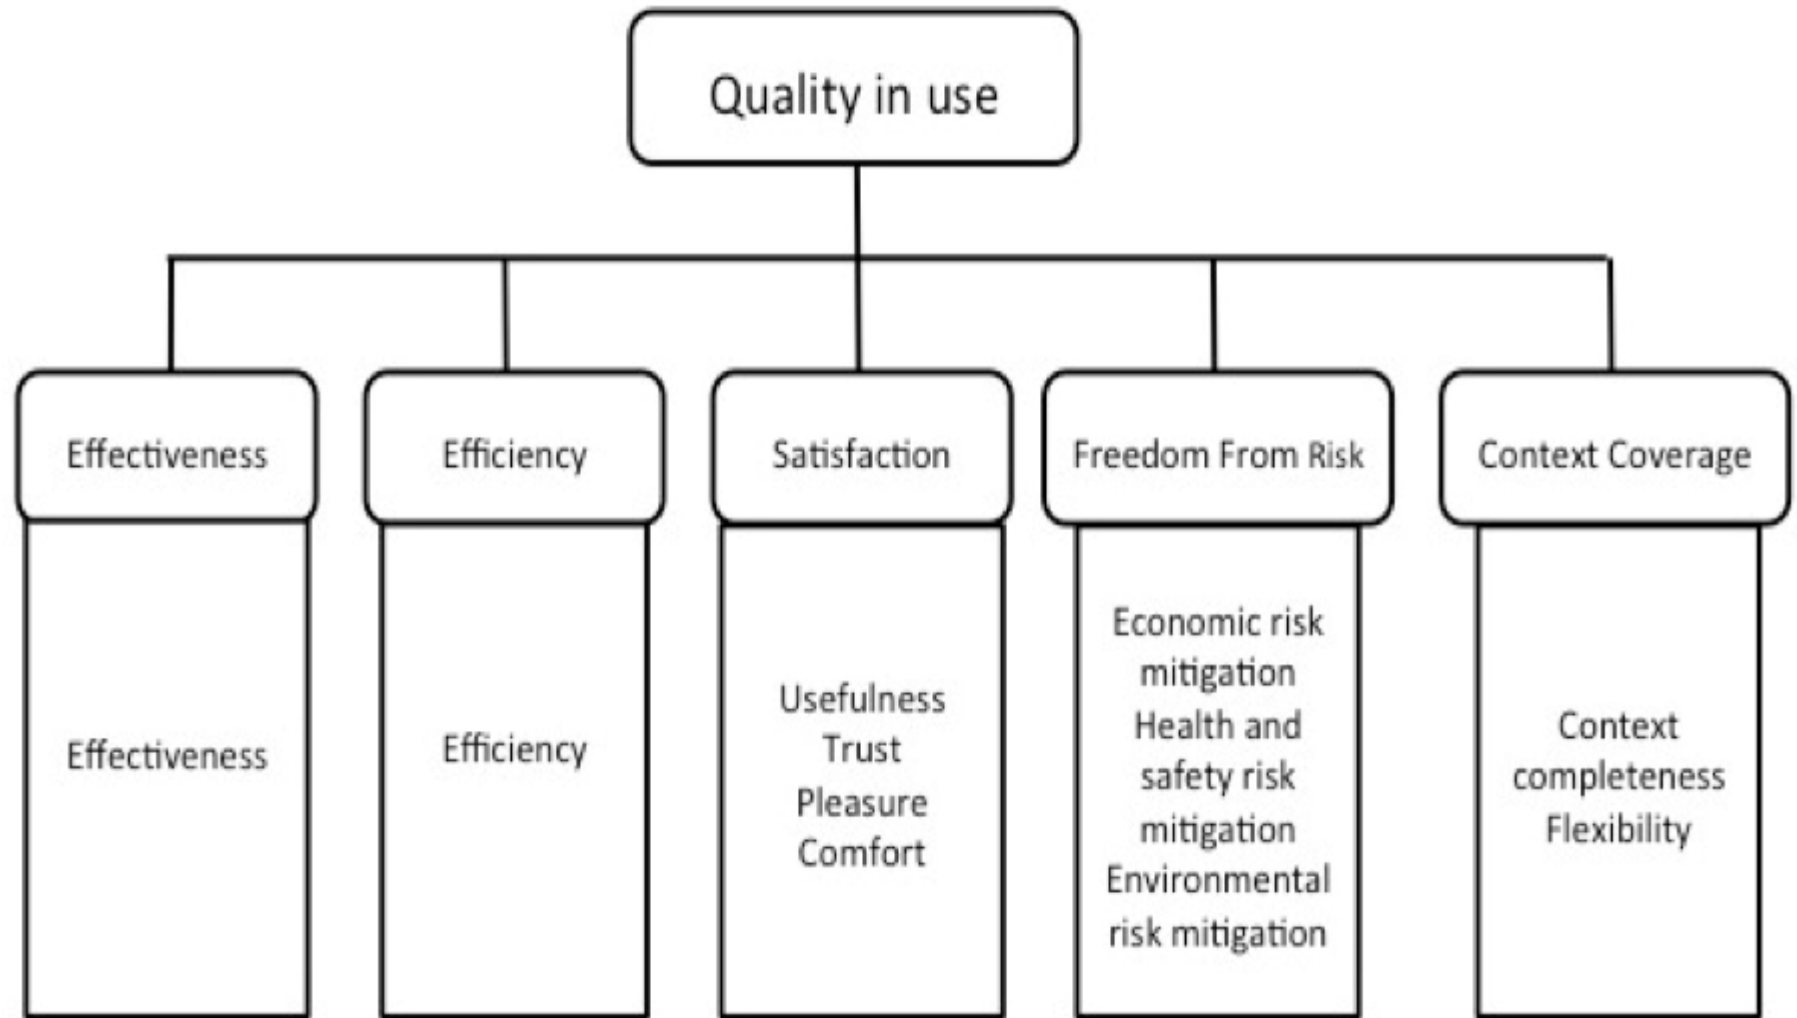 Quality in use
Effectiveness
Efficiency
Satisfaction
Freedom From Risk
Context Coverage
Effectiveness
Efficiency
Usefulness
Trust
Pleasure
Comfort
Economic risk
mitigation
Health and
safety risk
mitigation
Environmental
risk mitigation
Context
completeness
Flexibility